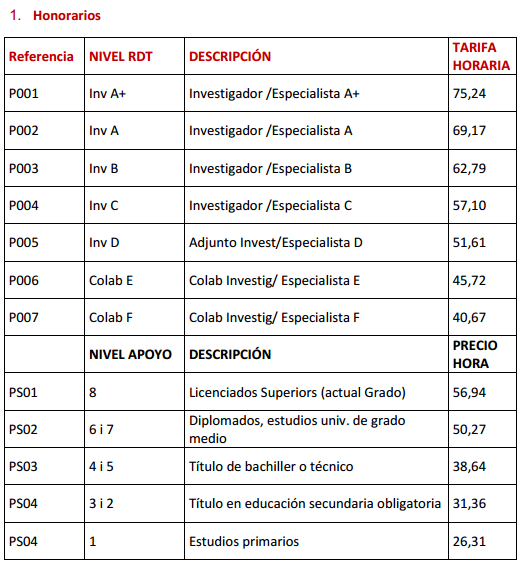 1. Honorarios
Referencia NIVEL RDT DESCRIPCIÓN TARIFA HORARIA
P001 Inv A+ Investigador /Especialista A+ 75,24
P002 Inv A Investigador /Especialista A 69,17
P003 Inv B Investigador /Especialista B 62,79
P004 Inv C Investigador /Especialista C 57,10
P005 Inv D Adjunto Invest/Especialista D 51,61
P006 Colab E Colab Investig/ Especialista E 45,72
P007 Colab F Colab Investig/ Especialista F 40,67
NIVEL APOYO DESCRIPCIÓN PRECIO HORA
PS01 8 Licenciados Superiors (actual Grado) 56,94
PS02 6 i 7 Diplomados, estudios univ. de grado medio 50,27
PS03 4 i 5 Título de bachiller o técnico 38,64
PS04 3 i 2 Título en educación secundaria obligatoria 31,36
PS04 1 Estudios primarios 26,31